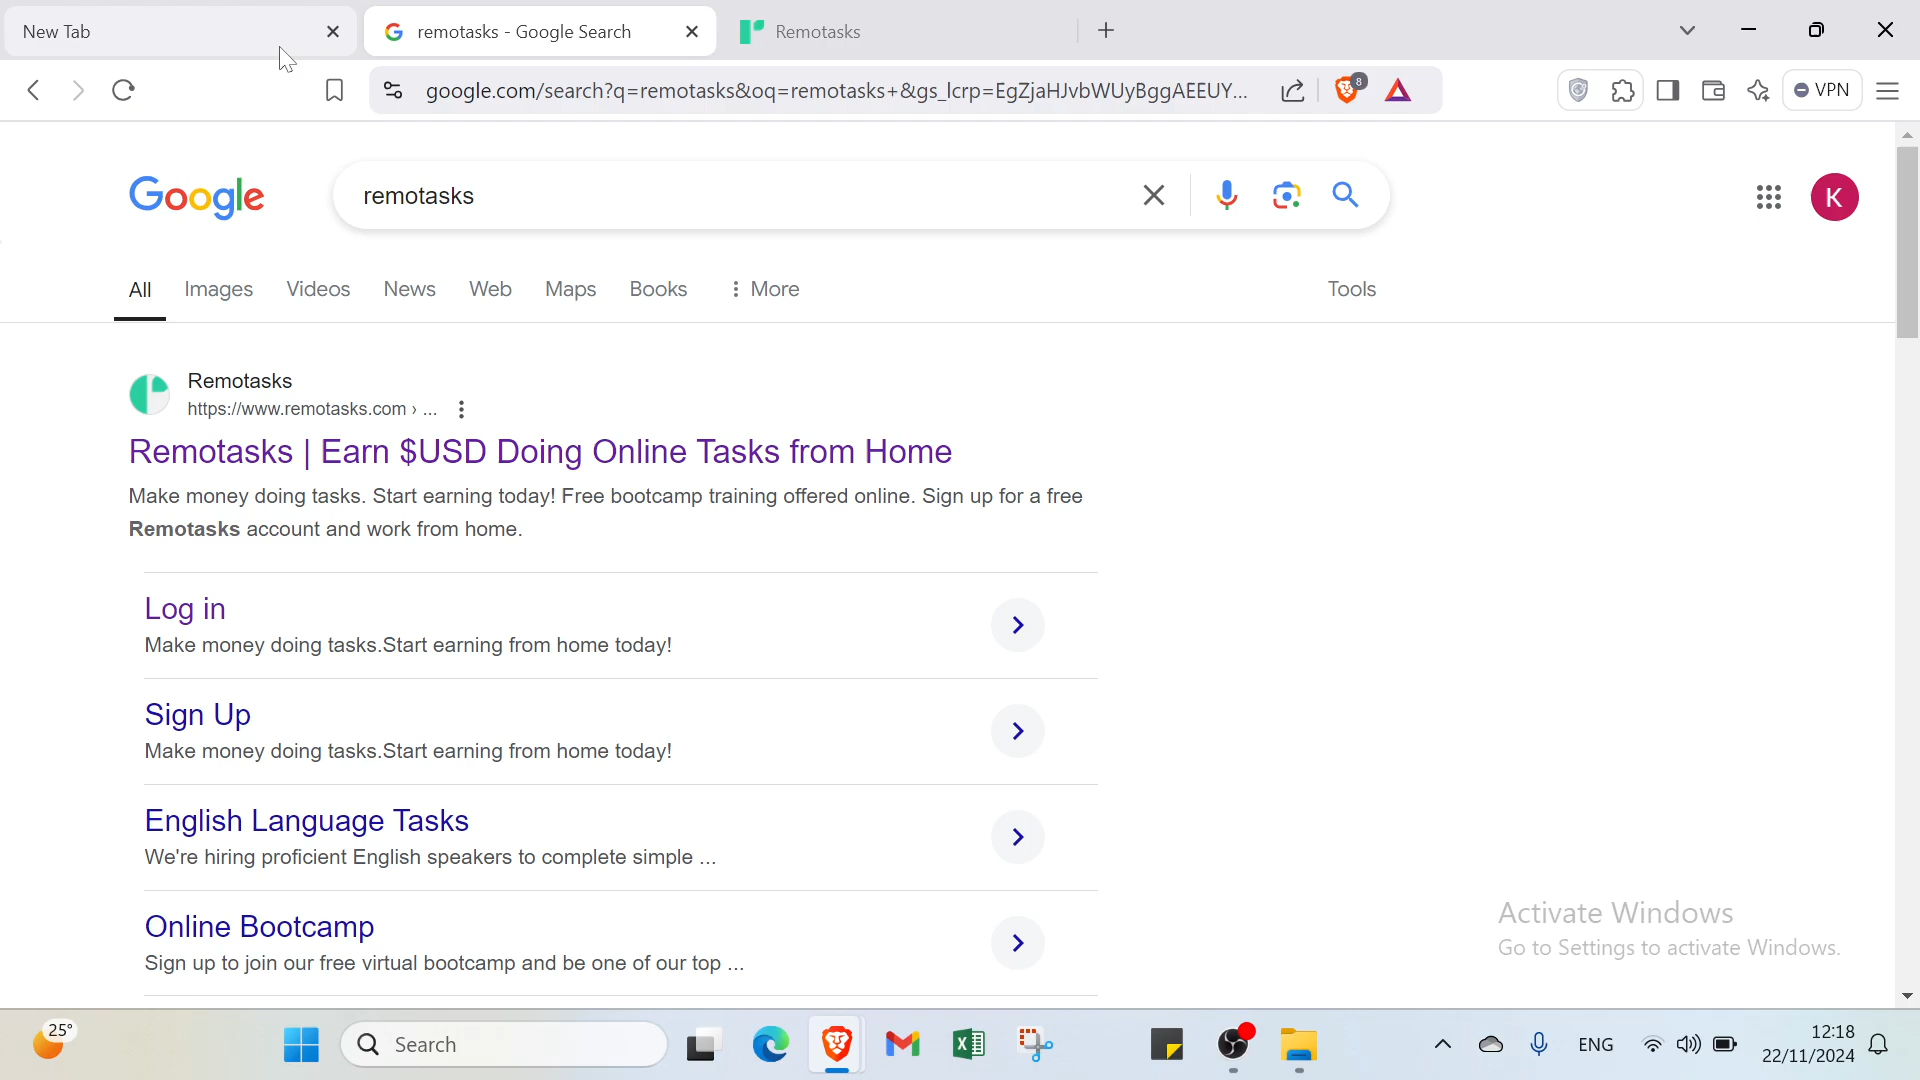 New Tab
remotasks - Google Search
Remotasks
google.com/search?q=remotasks&oq=remotasks+&gs_lcrp=EgZjaHJvbWUyBggAEEUY...
8
VPN
Google
remotasks
K
All
Images
Videos
News
Web
Maps
Books
More
Tools
Remotasks
https://www.remotasks.com › ...
Remotasks | Earn $USD Doing Online Tasks from Home
Make money doing tasks. Start earning today! Free bootcamp training offered online. Sign up for a free
Remotasks account and work from home.
Log in
Make money doing tasks.Start earning from home today!
Sign Up
Make money doing tasks.Start earning from home today!
English Language Tasks
We're hiring proficient English speakers to complete simple ...
Online Bootcamp
Sign up to join our free virtual bootcamp and be one of our top ...
Activate Windows
Go to Settings to activate Windows.
25°
Search
ENG
12:18
22/11/2024